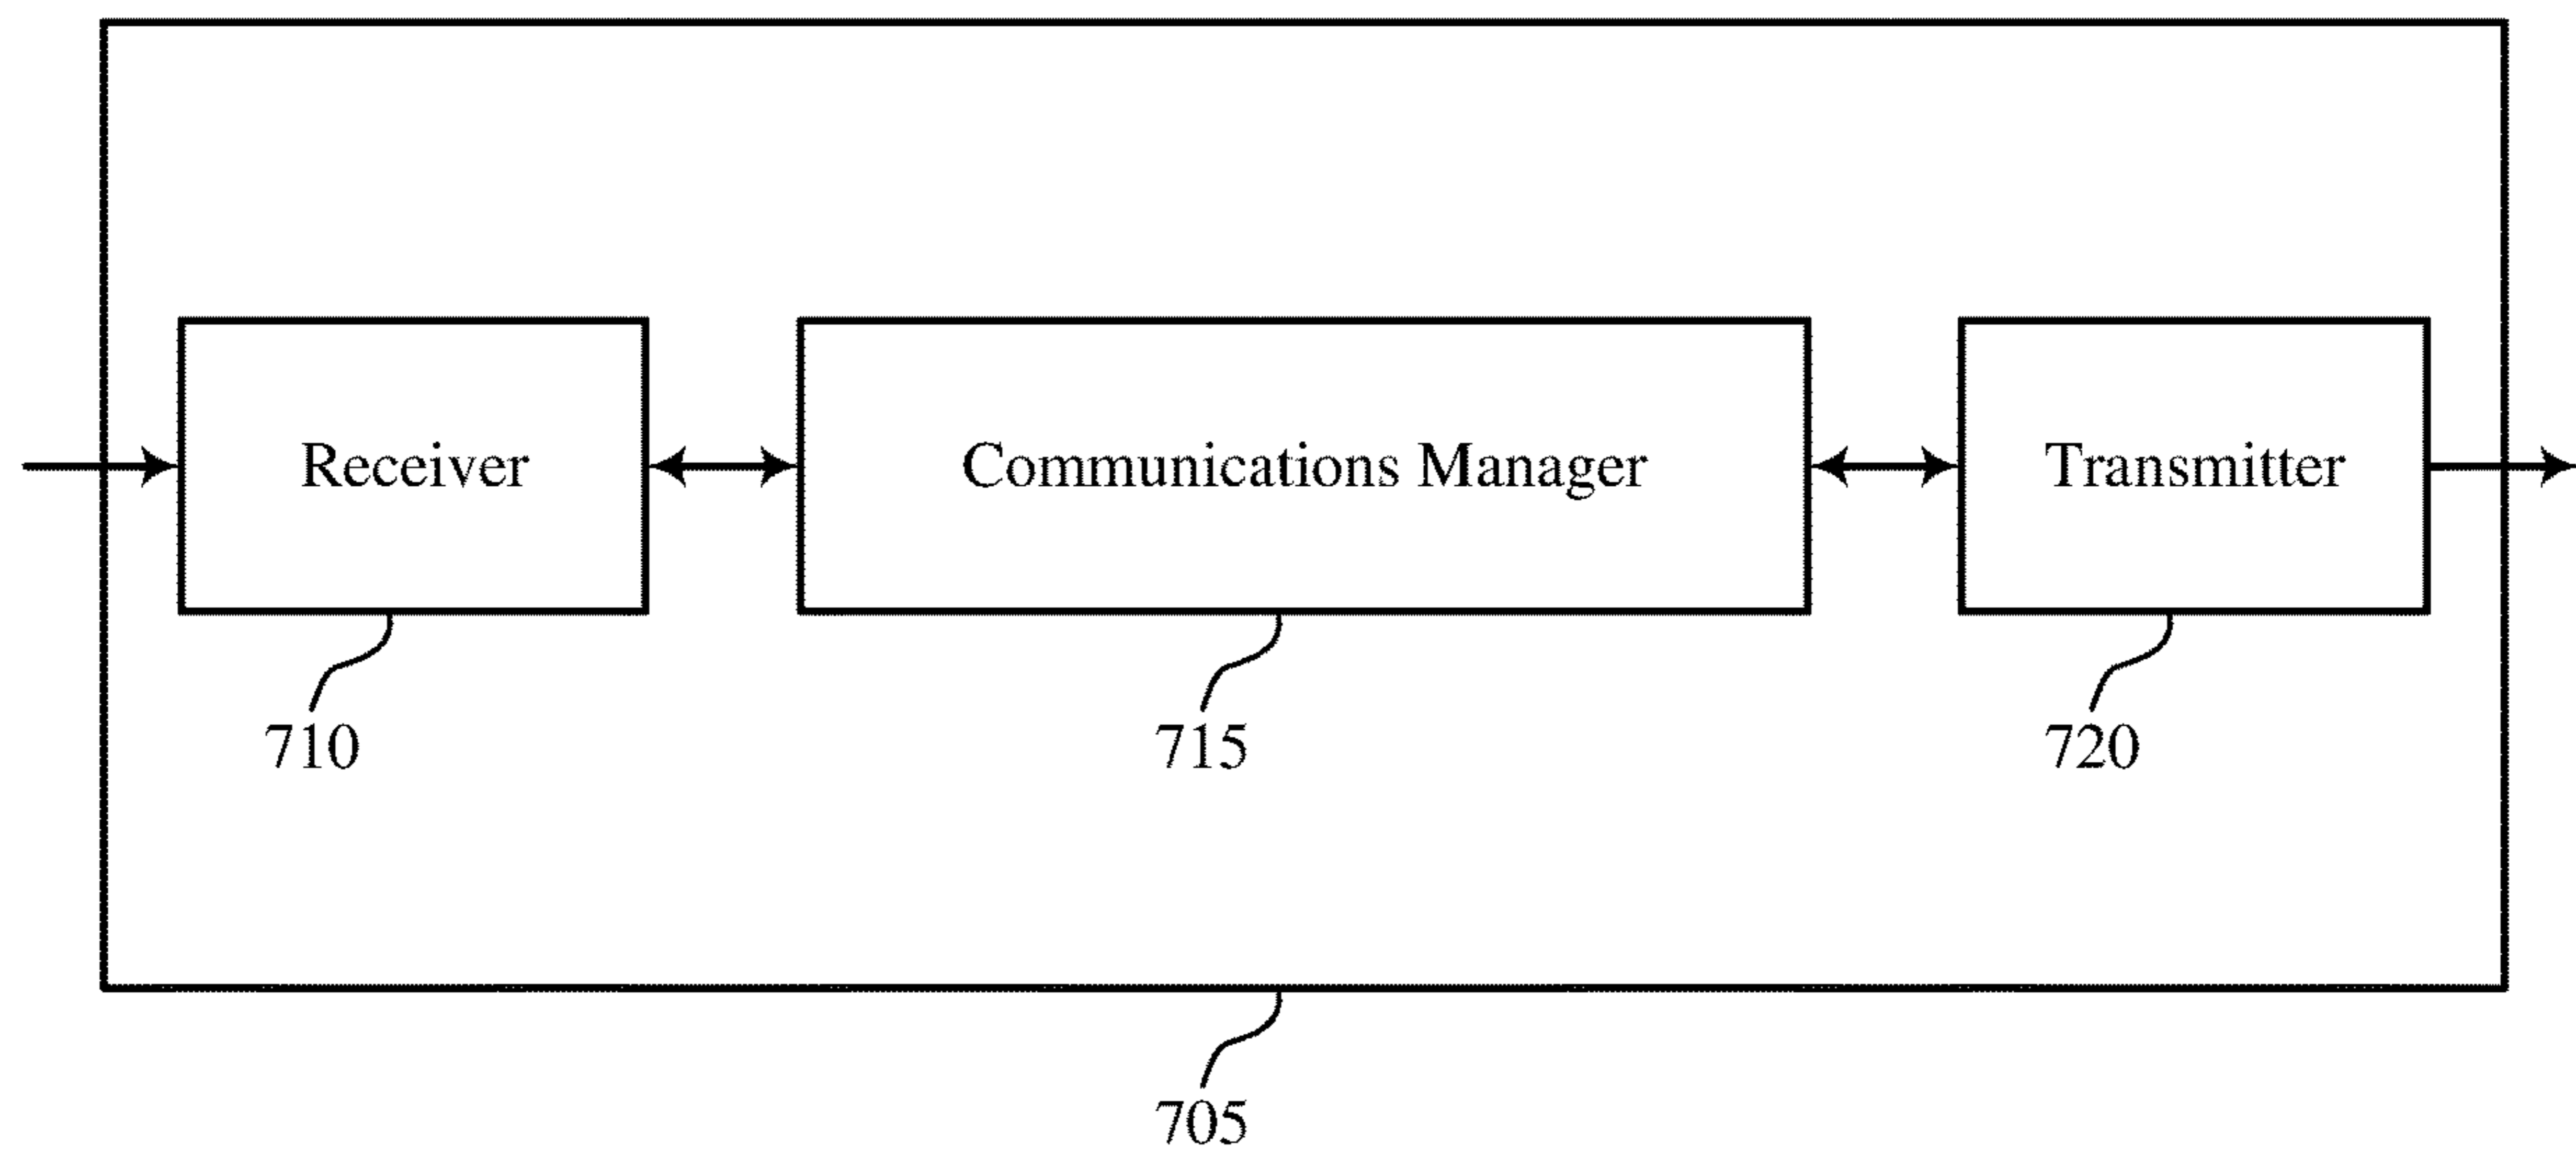 Receiver
Communications Manager
Transmitter
710
715
720
705